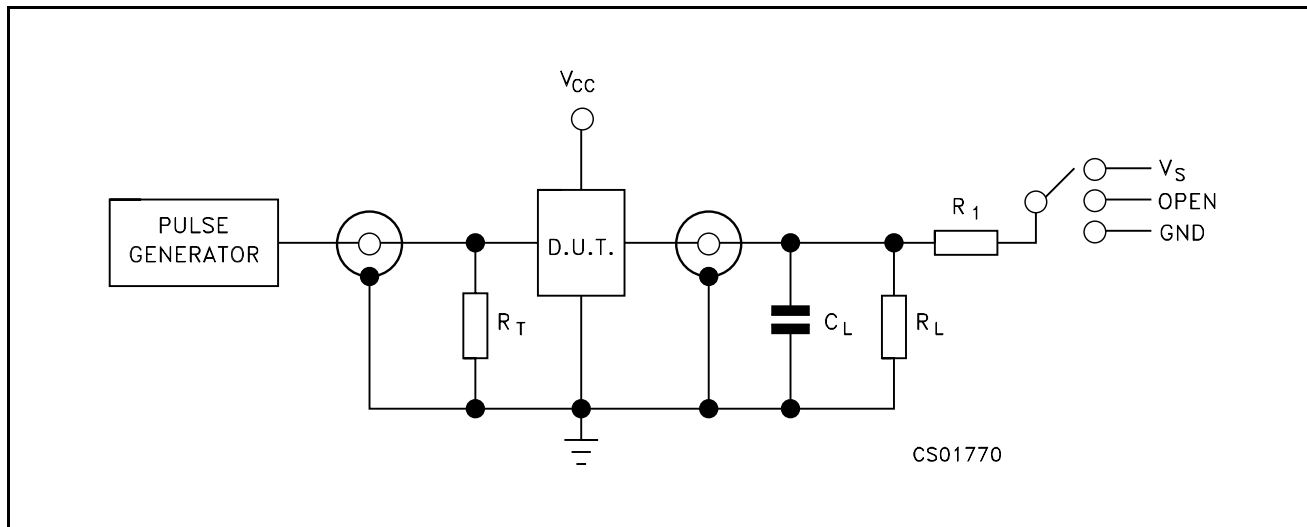 VCC
PULSE
GENERATOR
D.U.T.
RT
CL
RL
R1
VS
OPEN
GND
CS01770